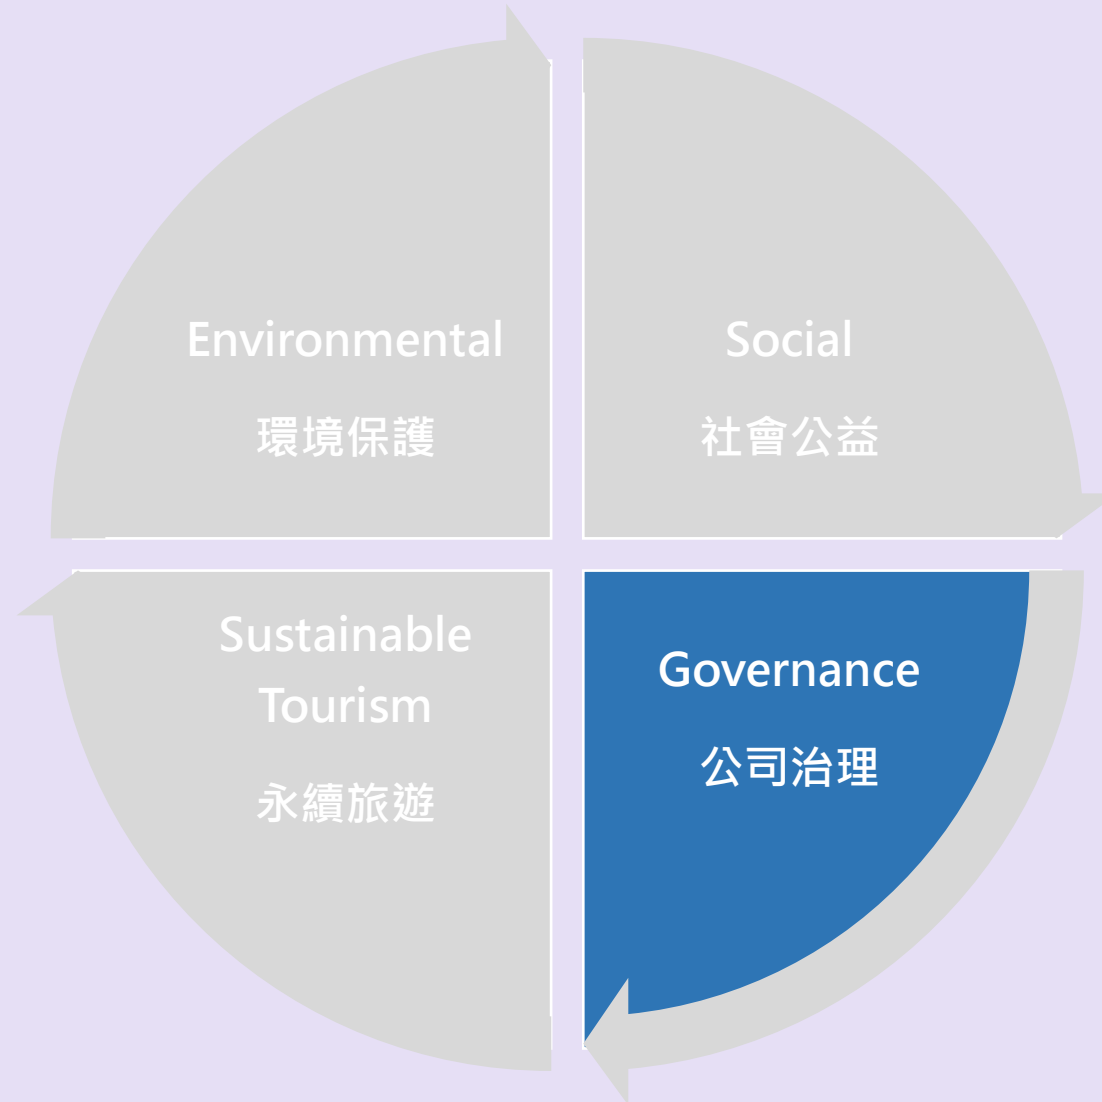 Environmental
環境保護
Social
社會公益
Sustainable
Tourism
永續旅遊
Governance
公司治理